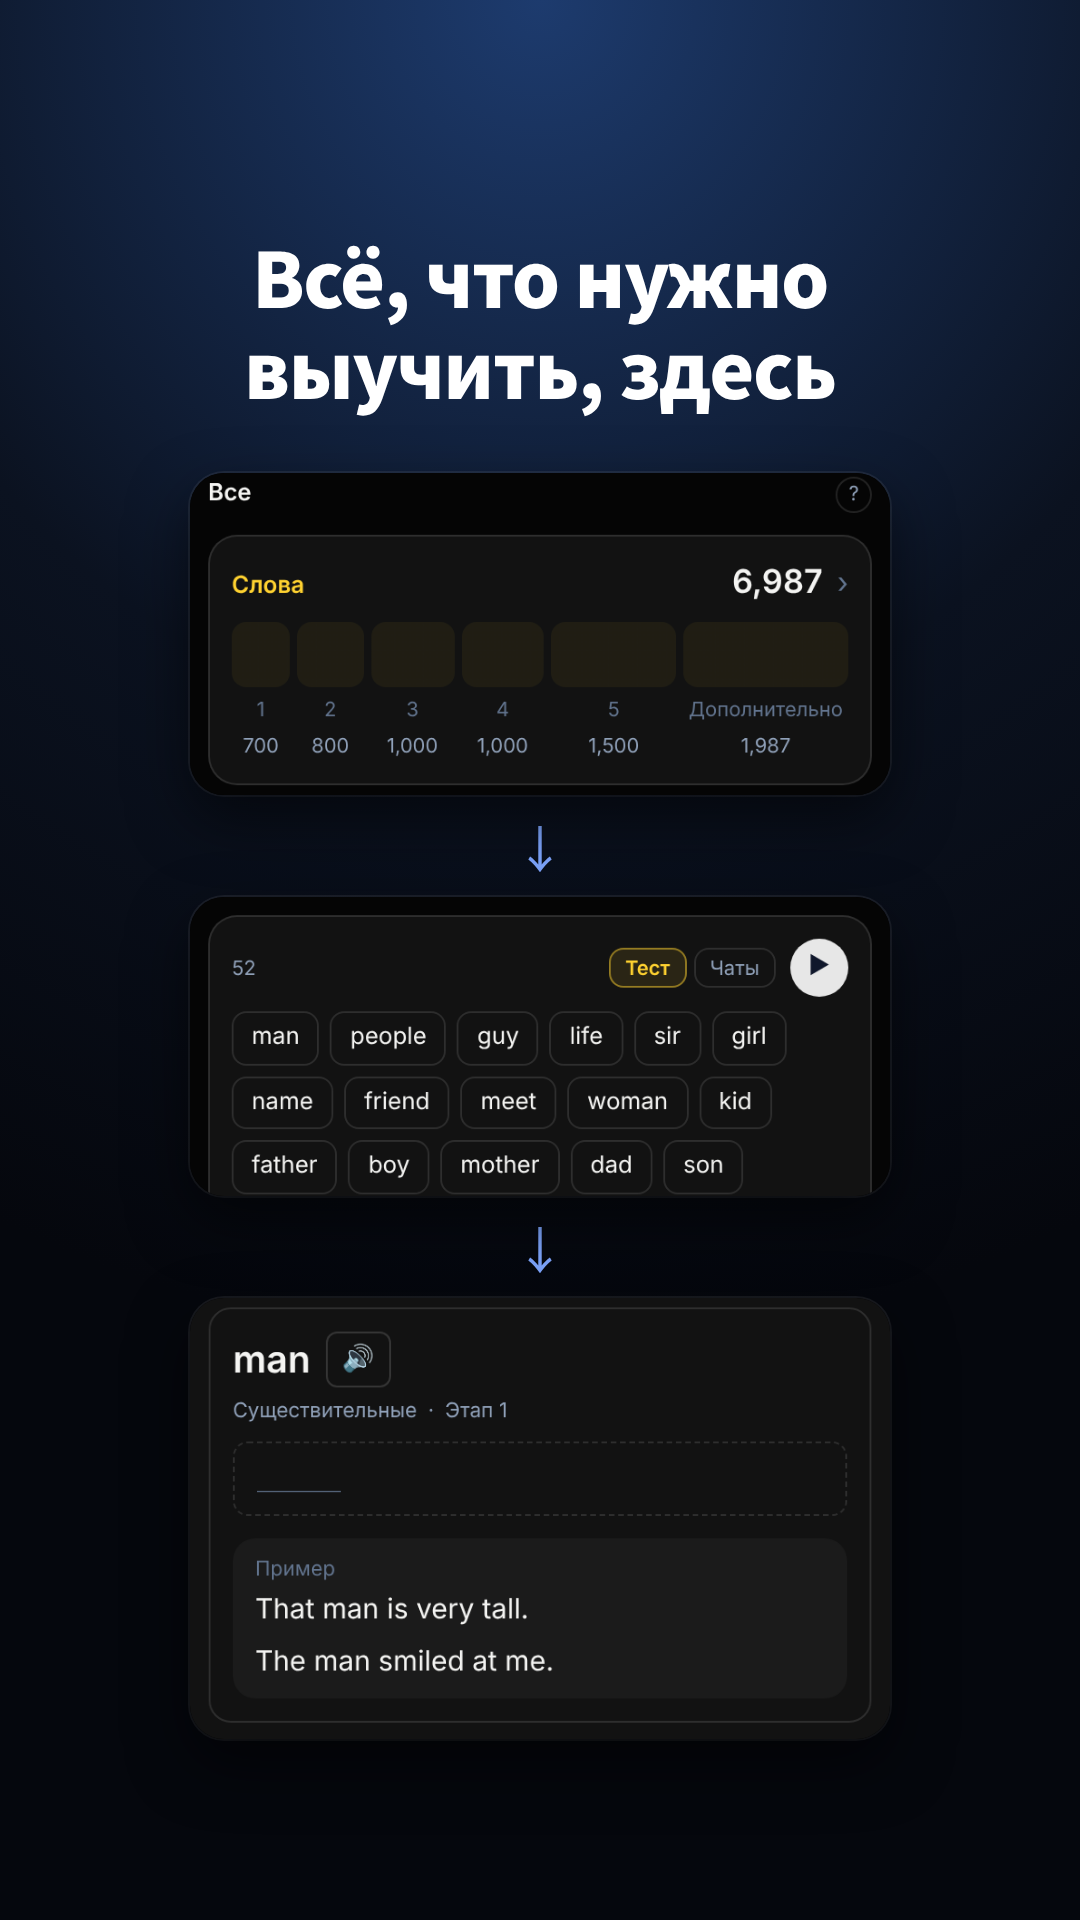 Всё, что нужно
выучить, здесь
Все ?
Слова 6,987 ›
1 2 3 4 5 Дополнительно
700 800 1,000 1,000 1,500 1,987
52 Тест Чаты
man people guy life sir girl
name friend meet woman kid
father boy mother dad son
man
Существительные · Этап 1
Пример
That man is very tall.
The man smiled at me.